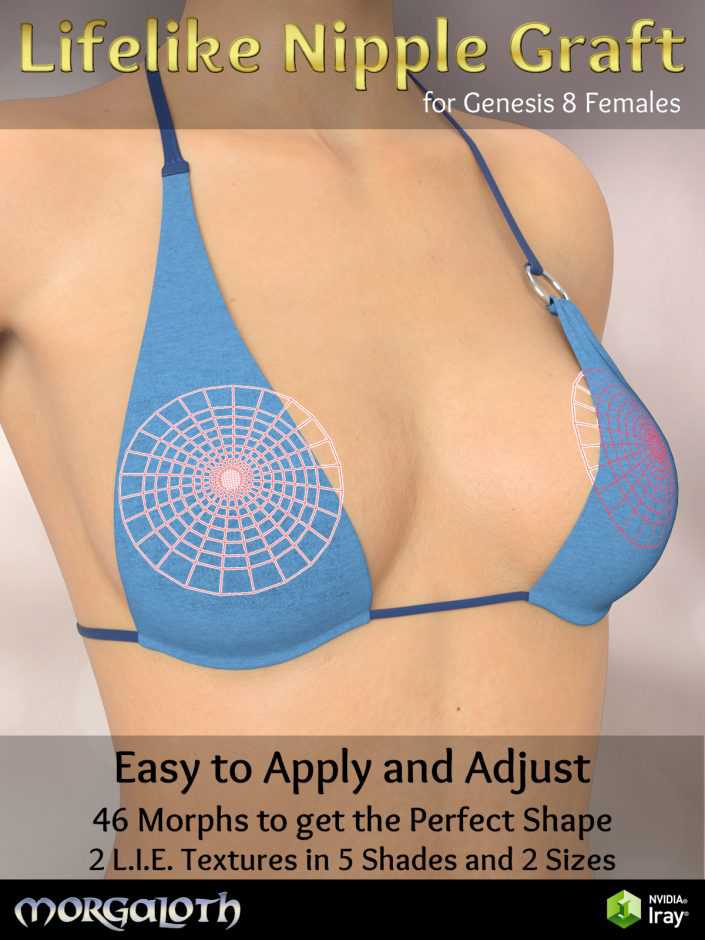 Lifelike Nipple Graft
for Genesis 8 Females
Easy to Apply and Adjust
46 Morphs to get the Perfect Shape
2 L.I.E. Textures in 5 Shades and 2 Sizes
MORGALOTH
NVIDIA®
Iray®